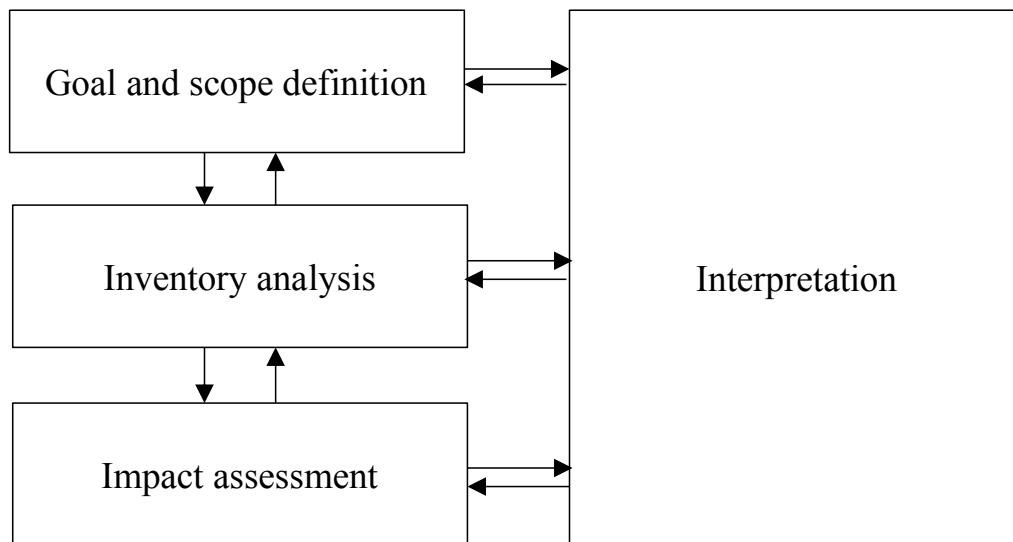 Goal and scope definition
Inventory analysis
Interpretation
Impact assessment